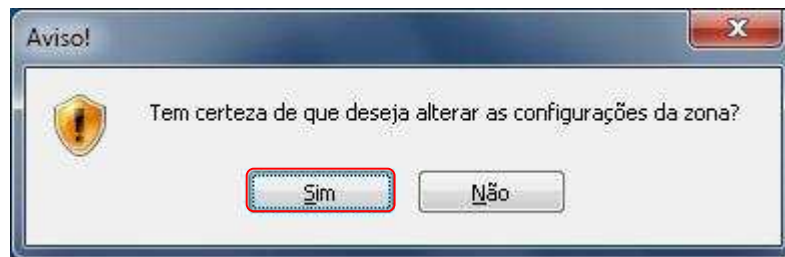 Aviso!
Tem certeza de que deseja alterar as configurações da zona?
Sim
Não